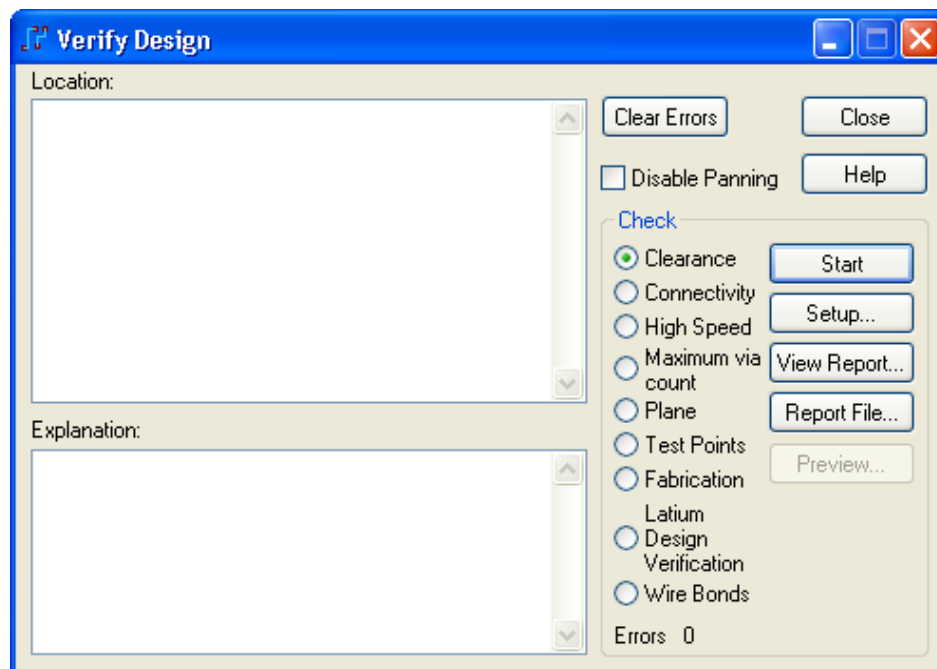 Verify Design
Location:
Clear Errors
Close
Disable Panning
Help
Check
Clearance
Start
Connectivity
Setup...
High Speed
Maximum via
count
View Report...
Plane
Report File...
Explanation:
Test Points
Preview...
Fabrication
Latium
Design
Verification
Wire Bonds
Errors 0